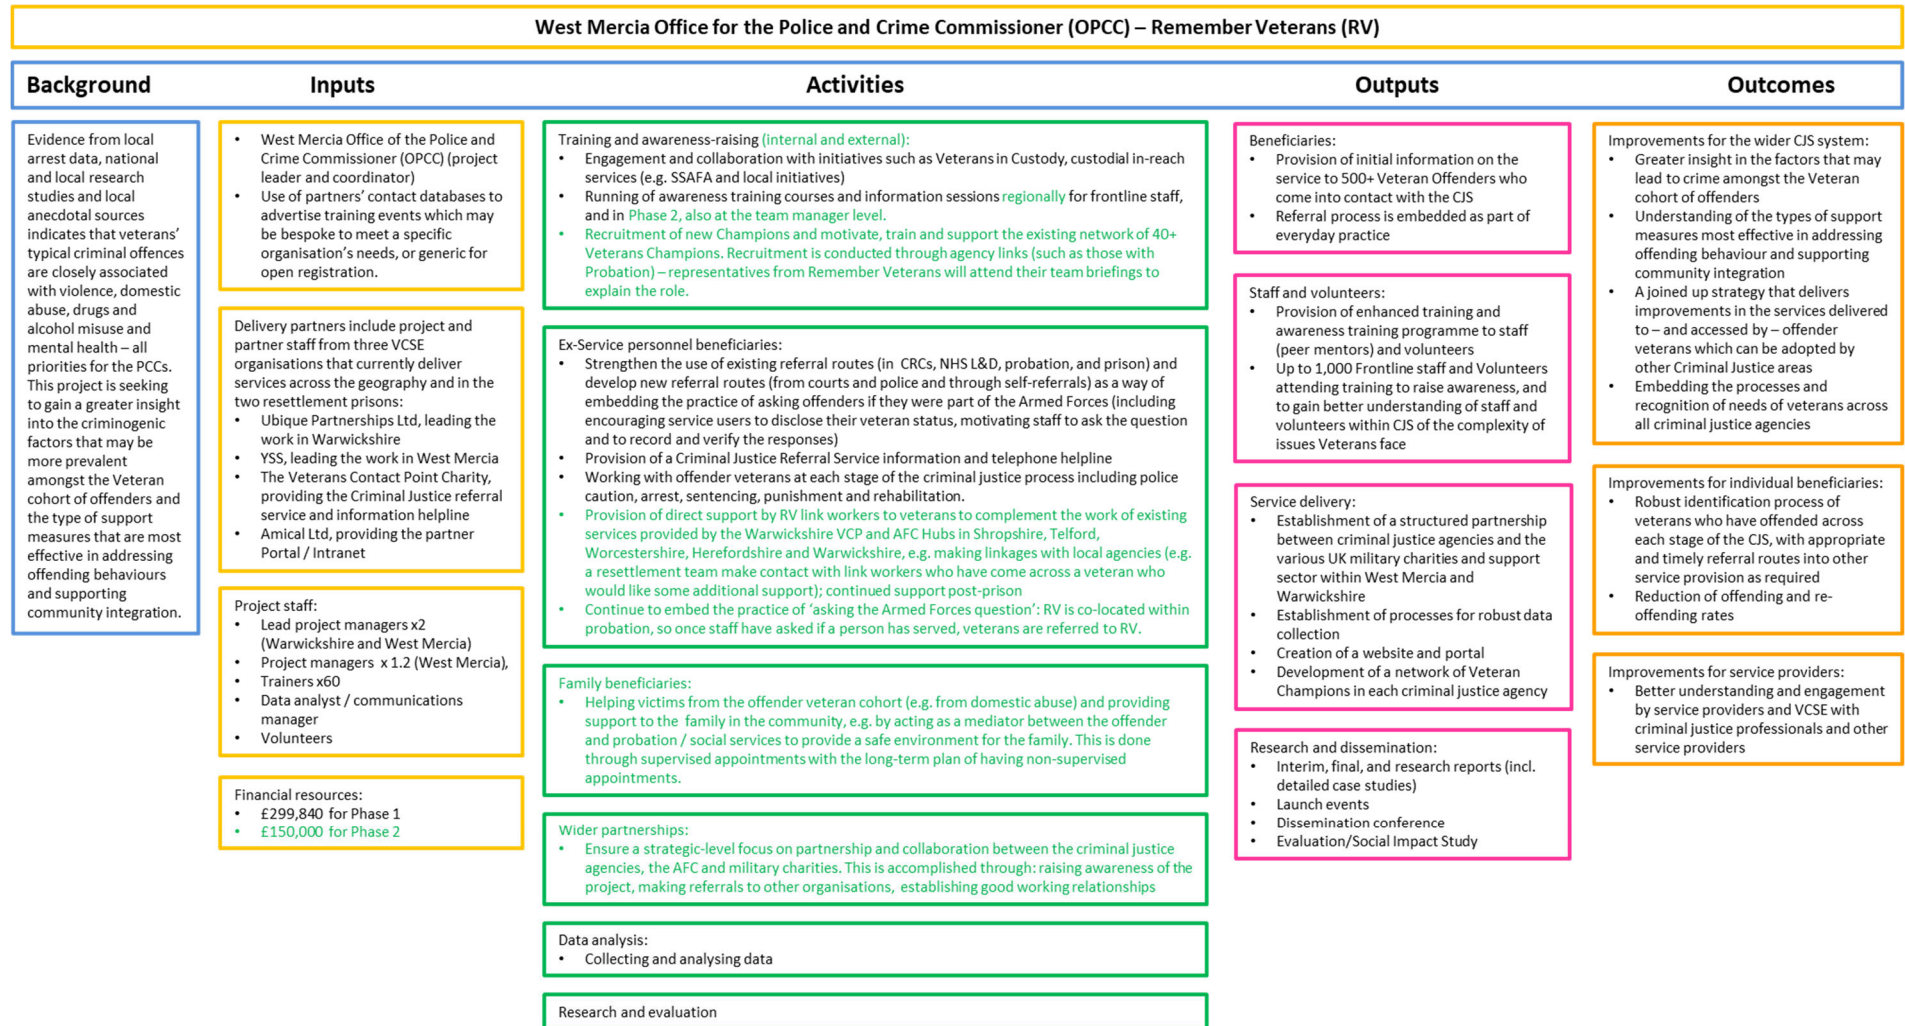 West Mercia Office for the Police and Crime Commissioner (OPCC) – Remember Veterans (RV)
Background
Inputs
Activities
Outputs
Outcomes
Evidence from local
arrest data, national
and local research
studies and local
anecdotal sources
indicates that veterans’
typical criminal offences
are closely associated
with violence, domestic
abuse, drugs and
alcohol misuse and
mental health – all
priorities for the PCCs.
This project is seeking
to gain a greater insight
into the criminogenic
factors that may be
more prevalent
amongst the Veteran
cohort of offenders and
the type of support
measures that are most
effective in addressing
offending behaviours
and supporting
community integration.
• West Mercia Office of the Police and
Crime Commissioner (OPCC) (project
leader and coordinator)
• Use of partners’ contact databases to
advertise training events which may
be bespoke to meet a specific
organisation’s needs, or generic for
open registration.
Delivery partners include project and
partner staff from three VCSE
organisations that currently deliver
services across the geography and in the
two resettlement prisons:
• Ubique Partnerships Ltd, leading the
work in Warwickshire
• YSS, leading the work in West Mercia
• The Veterans Contact Point Charity,
providing the Criminal Justice referral
service and information helpline
• Amical Ltd, providing the partner
Portal / Intranet
Project staff:
• Lead project managers x2
(Warwickshire and West Mercia)
• Project managers x 1.2 (West Mercia),
• Trainers x60
• Data analyst / communications
manager
• Volunteers
Financial resources:
• £299,840 for Phase 1
• £150,000 for Phase 2
Training and awareness-raising (internal and external):
• Engagement and collaboration with initiatives such as Veterans in Custody, custodial in-reach
services (e.g. SSAFA and local initiatives)
• Running of awareness training courses and information sessions regionally for frontline staff,
and in Phase 2, also at the team manager level.
• Recruitment of new Champions and motivate, train and support the existing network of 40+
Veterans Champions. Recruitment is conducted through agency links (such as those with
Probation) – representatives from Remember Veterans will attend their team briefings to
explain the role.
Ex-Service personnel beneficiaries:
• Strengthen the use of existing referral routes (in CRCs, NHS L&D, probation, and prison) and
develop new referral routes (from courts and police and through self-referrals) as a way of
embedding the practice of asking offenders if they were part of the Armed Forces (including
encouraging service users to disclose their veteran status, motivating staff to ask the question
and to record and verify the responses)
• Provision of a Criminal Justice Referral Service information and telephone helpline
• Working with offender veterans at each stage of the criminal justice process including police
caution, arrest, sentencing, punishment and rehabilitation.
• Provision of direct support by RV link workers to veterans to complement the work of existing
services provided by the Warwickshire VCP and AFC Hubs in Shropshire, Telford,
Worcestershire, Herefordshire and Warwickshire, e.g. making linkages with local agencies (e.g.
a resettlement team make contact with link workers who have come across a veteran who
would like some additional support); continued support post-prison
• Continue to embed the practice of ‘asking the Armed Forces question’: RV is co-located within
probation, so once staff have asked if a person has served, veterans are referred to RV.
Family beneficiaries:
• Helping victims from the offender veteran cohort (e.g. from domestic abuse) and providing
support to the family in the community, e.g. by acting as a mediator between the offender
and probation / social services to provide a safe environment for the family. This is done
through supervised appointments with the long-term plan of having non-supervised
appointments.
Wider partnerships:
• Ensure a strategic-level focus on partnership and collaboration between the criminal justice
agencies, the AFC and military charities. This is accomplished through: raising awareness of the
project, making referrals to other organisations, establishing good working relationships
Data analysis:
• Collecting and analysing data
Research and evaluation
Beneficiaries:
• Provision of initial information on the
service to 500+ Veteran Offenders who
come into contact with the CJS
• Referral process is embedded as part of
everyday practice
Staff and volunteers:
• Provision of enhanced training and
awareness training programme to staff
(peer mentors) and volunteers
• Up to 1,000 Frontline staff and Volunteers
attending training to raise awareness, and
to gain better understanding of staff and
volunteers within CJS of the complexity of
issues Veterans face
Service delivery:
• Establishment of a structured partnership
between criminal justice agencies and the
various UK military charities and support
sector within West Mercia and
Warwickshire
• Establishment of processes for robust data
collection
• Creation of a website and portal
• Development of a network of Veteran
Champions in each criminal justice agency
Research and dissemination:
• Interim, final, and research reports (incl.
detailed case studies)
• Launch events
• Dissemination conference
• Evaluation/Social Impact Study
Improvements for the wider CJS system:
• Greater insight in the factors that may
lead to crime amongst the Veteran
cohort of offenders
• Understanding of the types of support
measures most effective in addressing
offending behaviour and supporting
community integration
• A joined up strategy that delivers
improvements in the services delivered
to – and accessed by – offender
veterans which can be adopted by
other Criminal Justice areas
• Embedding the processes and
recognition of needs of veterans across
all criminal justice agencies
Improvements for individual beneficiaries:
• Robust identification process of
veterans who have offended across
each stage of the CJS, with appropriate
and timely referral routes into other
service provision as required
• Reduction of offending and re-
offending rates
Improvements for service providers:
• Better understanding and engagement
by service providers and VCSE with
criminal justice professionals and other
service providers